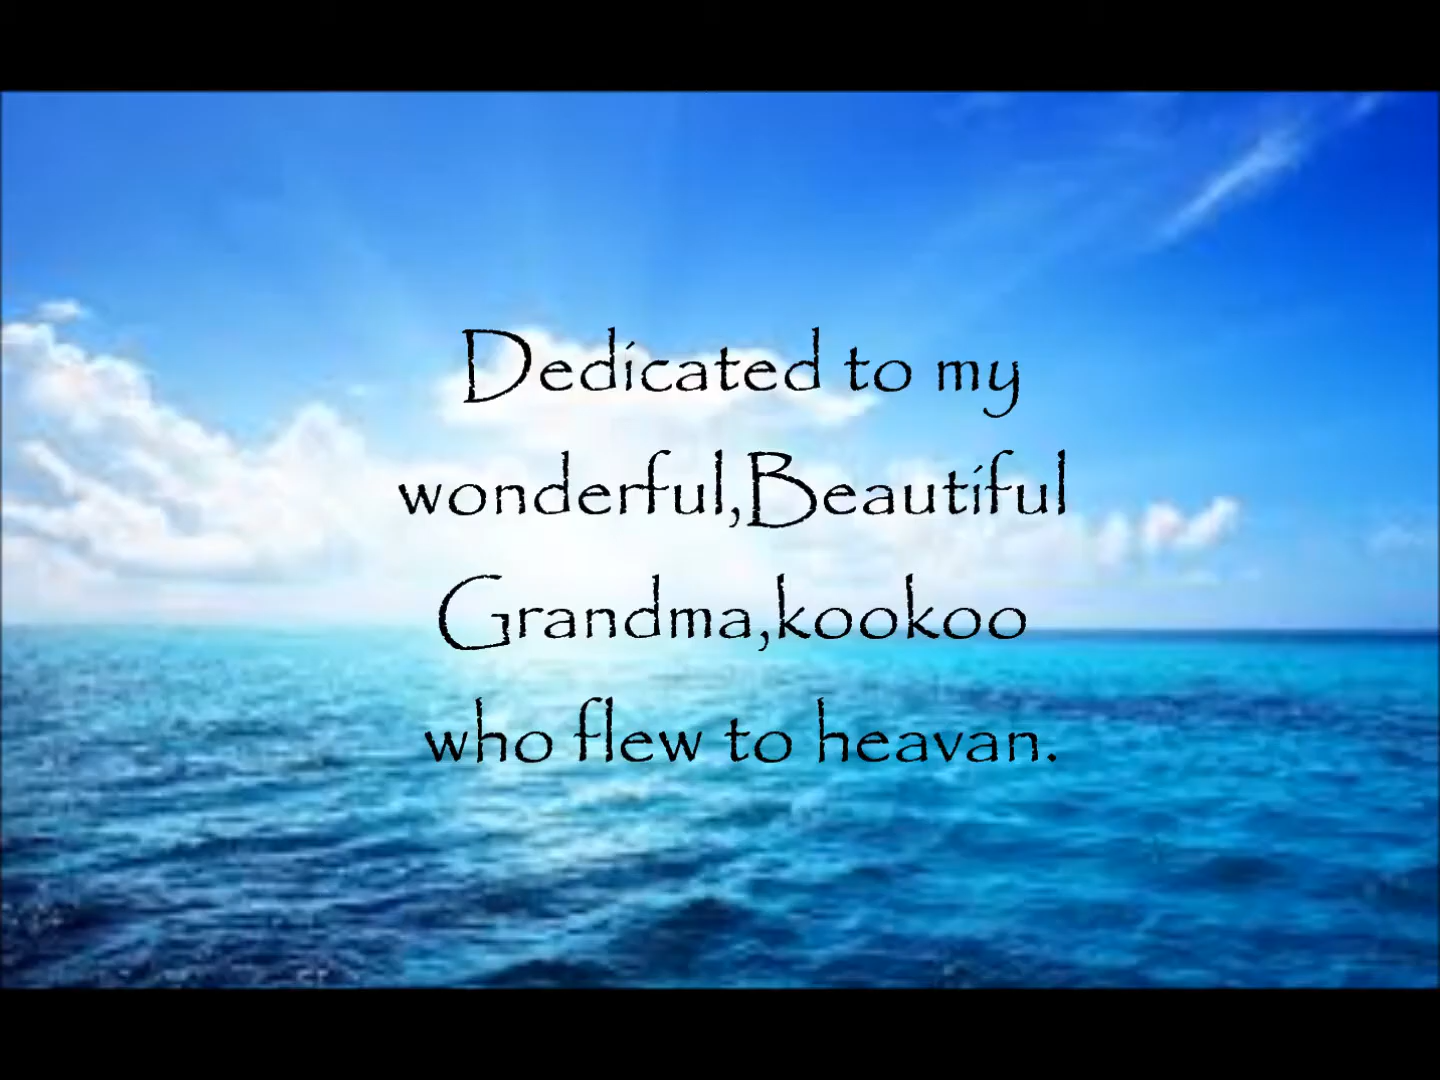 Dedicated to my
wonderful,Beautiful
Grandma,kookoo
who flew to heavan.